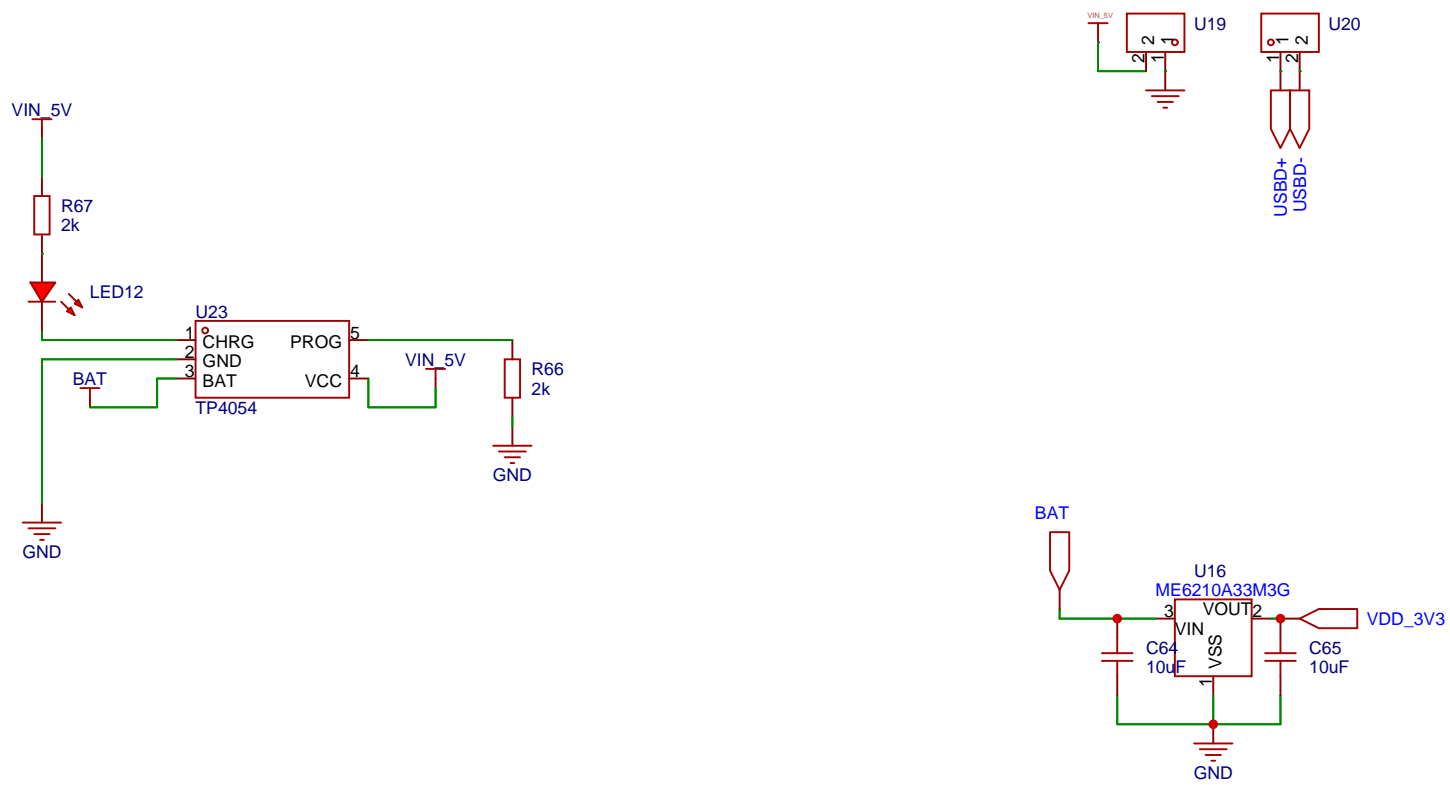 VIN_5V
2 1
2 1
U19
1 2
1 2
U20
USBD+
USBD-
VIN_5V
R67
2k
LED12
U23
1 CHRG
2 GND
3 BAT
PROG 5
VCC 4
TP4054
BAT
VIN_5V
R66
2k
GND
GND
BAT
U16
ME6210A33M3G
3 VIN
VOUT 2
VSS
1
VDD_3V3
C64
10uF
C65
10uF
GND